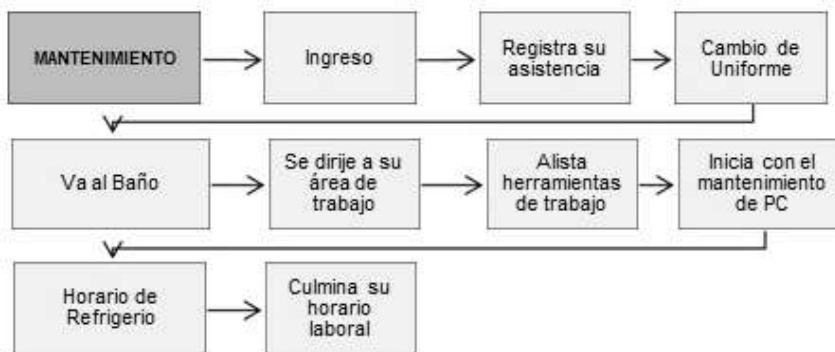 MANTENIMIENTO
Ingreso
Registra su
asistencia
Cambio de
Uniforme
Va al Baño
Se dirije a su
área de
trabajo
Alista
herramientas
de trabajo
Inicia con el
mantenimiento
de PC
Horario de
Refrigerio
Culmina su
horario
laboral